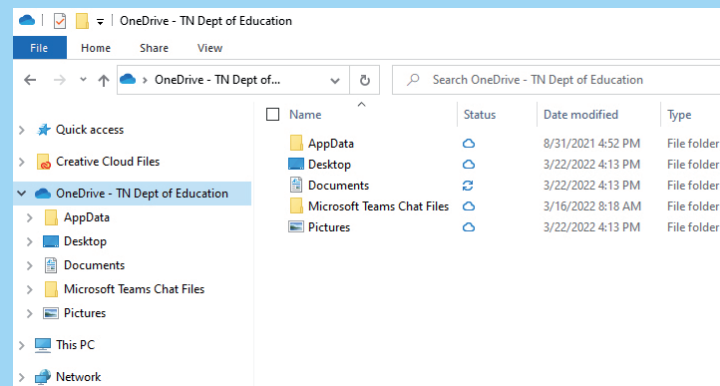 OneDrive - TN Dept of Education
File Home Share View
OneDrive - TN Dept of... Search OneDrive - TN Dept of Education
Name Status Date modified Type
Quick access
Creative Cloud Files
OneDrive - TN Dept of Education
AppData
Desktop
Documents
Microsoft Teams Chat Files
Pictures
This PC
Network
AppData 8/31/2021 4:52 PM File folder
Desktop 3/22/2022 4:13 PM File folder
Documents 3/22/2022 4:13 PM File folder
Microsoft Teams Chat Files 3/16/2022 8:18 AM File folder
Pictures 3/22/2022 4:13 PM File folder